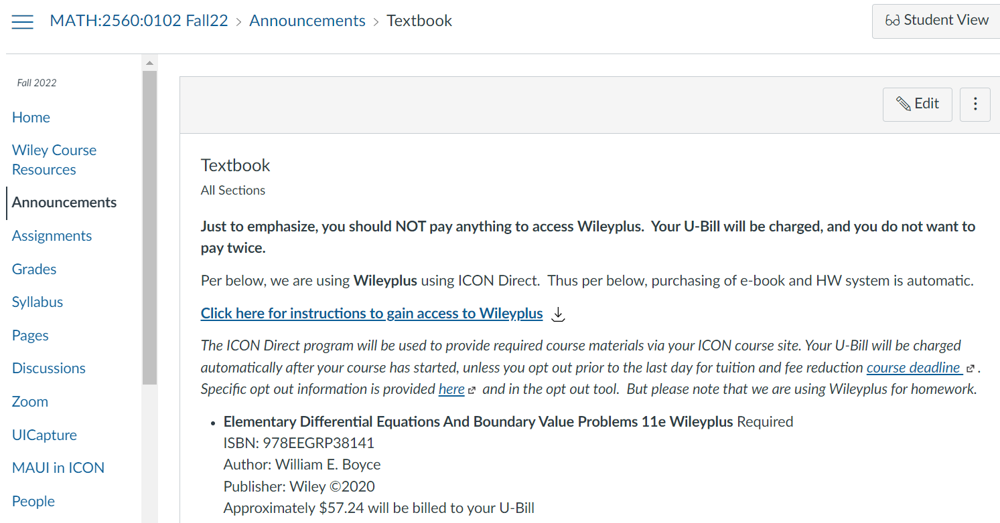 MATH:2560:0102 Fall22 > Announcements > Textbook
Student View
Fall 2022
Home
Wiley Course
Resources
Announcements
Assignments
Grades
Syllabus
Pages
Discussions
Zoom
UICapture
MAUI in ICON
People
Edit
Textbook
All Sections
Just to emphasize, you should NOT pay anything to access Wileyplus.  Your U-Bill will be charged, and you do not want to
pay twice.
Per below, we are using Wileyplus using ICON Direct.  Thus per below, purchasing of e-book and HW system is automatic.
Click here for instructions to gain access to Wileyplus
The ICON Direct program will be used to provide required course materials via your ICON course site. Your U-Bill will be charged
automatically after your course has started, unless you opt out prior to the last day for tuition and fee reduction course deadline .
Specific opt out information is provided here and in the opt out tool.  But please note that we are using Wileyplus for homework.
• Elementary Differential Equations And Boundary Value Problems 11e Wileyplus Required
ISBN: 978EEGRP38141
Author: William E. Boyce
Publisher: Wiley ©2020
Approximately $57.24 will be billed to your U-Bill